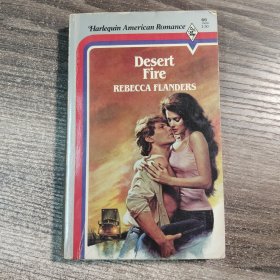 Harlequin American Romance
Desert
Fire
REBECCA FLANDERS